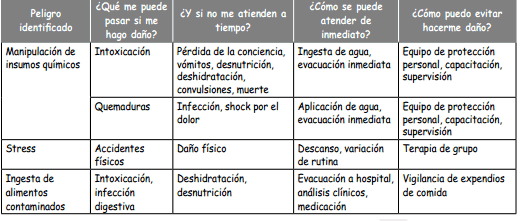 Peligro identificado
¿Qué me puede pasar si me hago daño?
¿Y si no me atienden a tiempo?
¿Cómo se puede atender de inmediato?
¿Cómo puedo evitar hacerme daño?
Manipulación de insumos químicos
Intoxicación
Pérdida de la conciencia, vómitos, desnutrición, deshidratación, convulsiones, muerte
Ingesta de agua, evacuación inmediata
Equipo de protección personal, capacitación, supervisión
Quemaduras
Infección, shock por el dolor
Aplicación de agua, evacuación inmediata
Equipo de protección personal, capacitación, supervisión
Stress
Accidentes físicos
Daño físico
Descanso, variación de rutina
Terapia de grupo
Ingesta de alimentos contaminados
Intoxicación, infección digestiva
Deshidratación, desnutrición
Evacuación a hospital, análisis clínicos, medicación
Vigilancia de expendios de comida